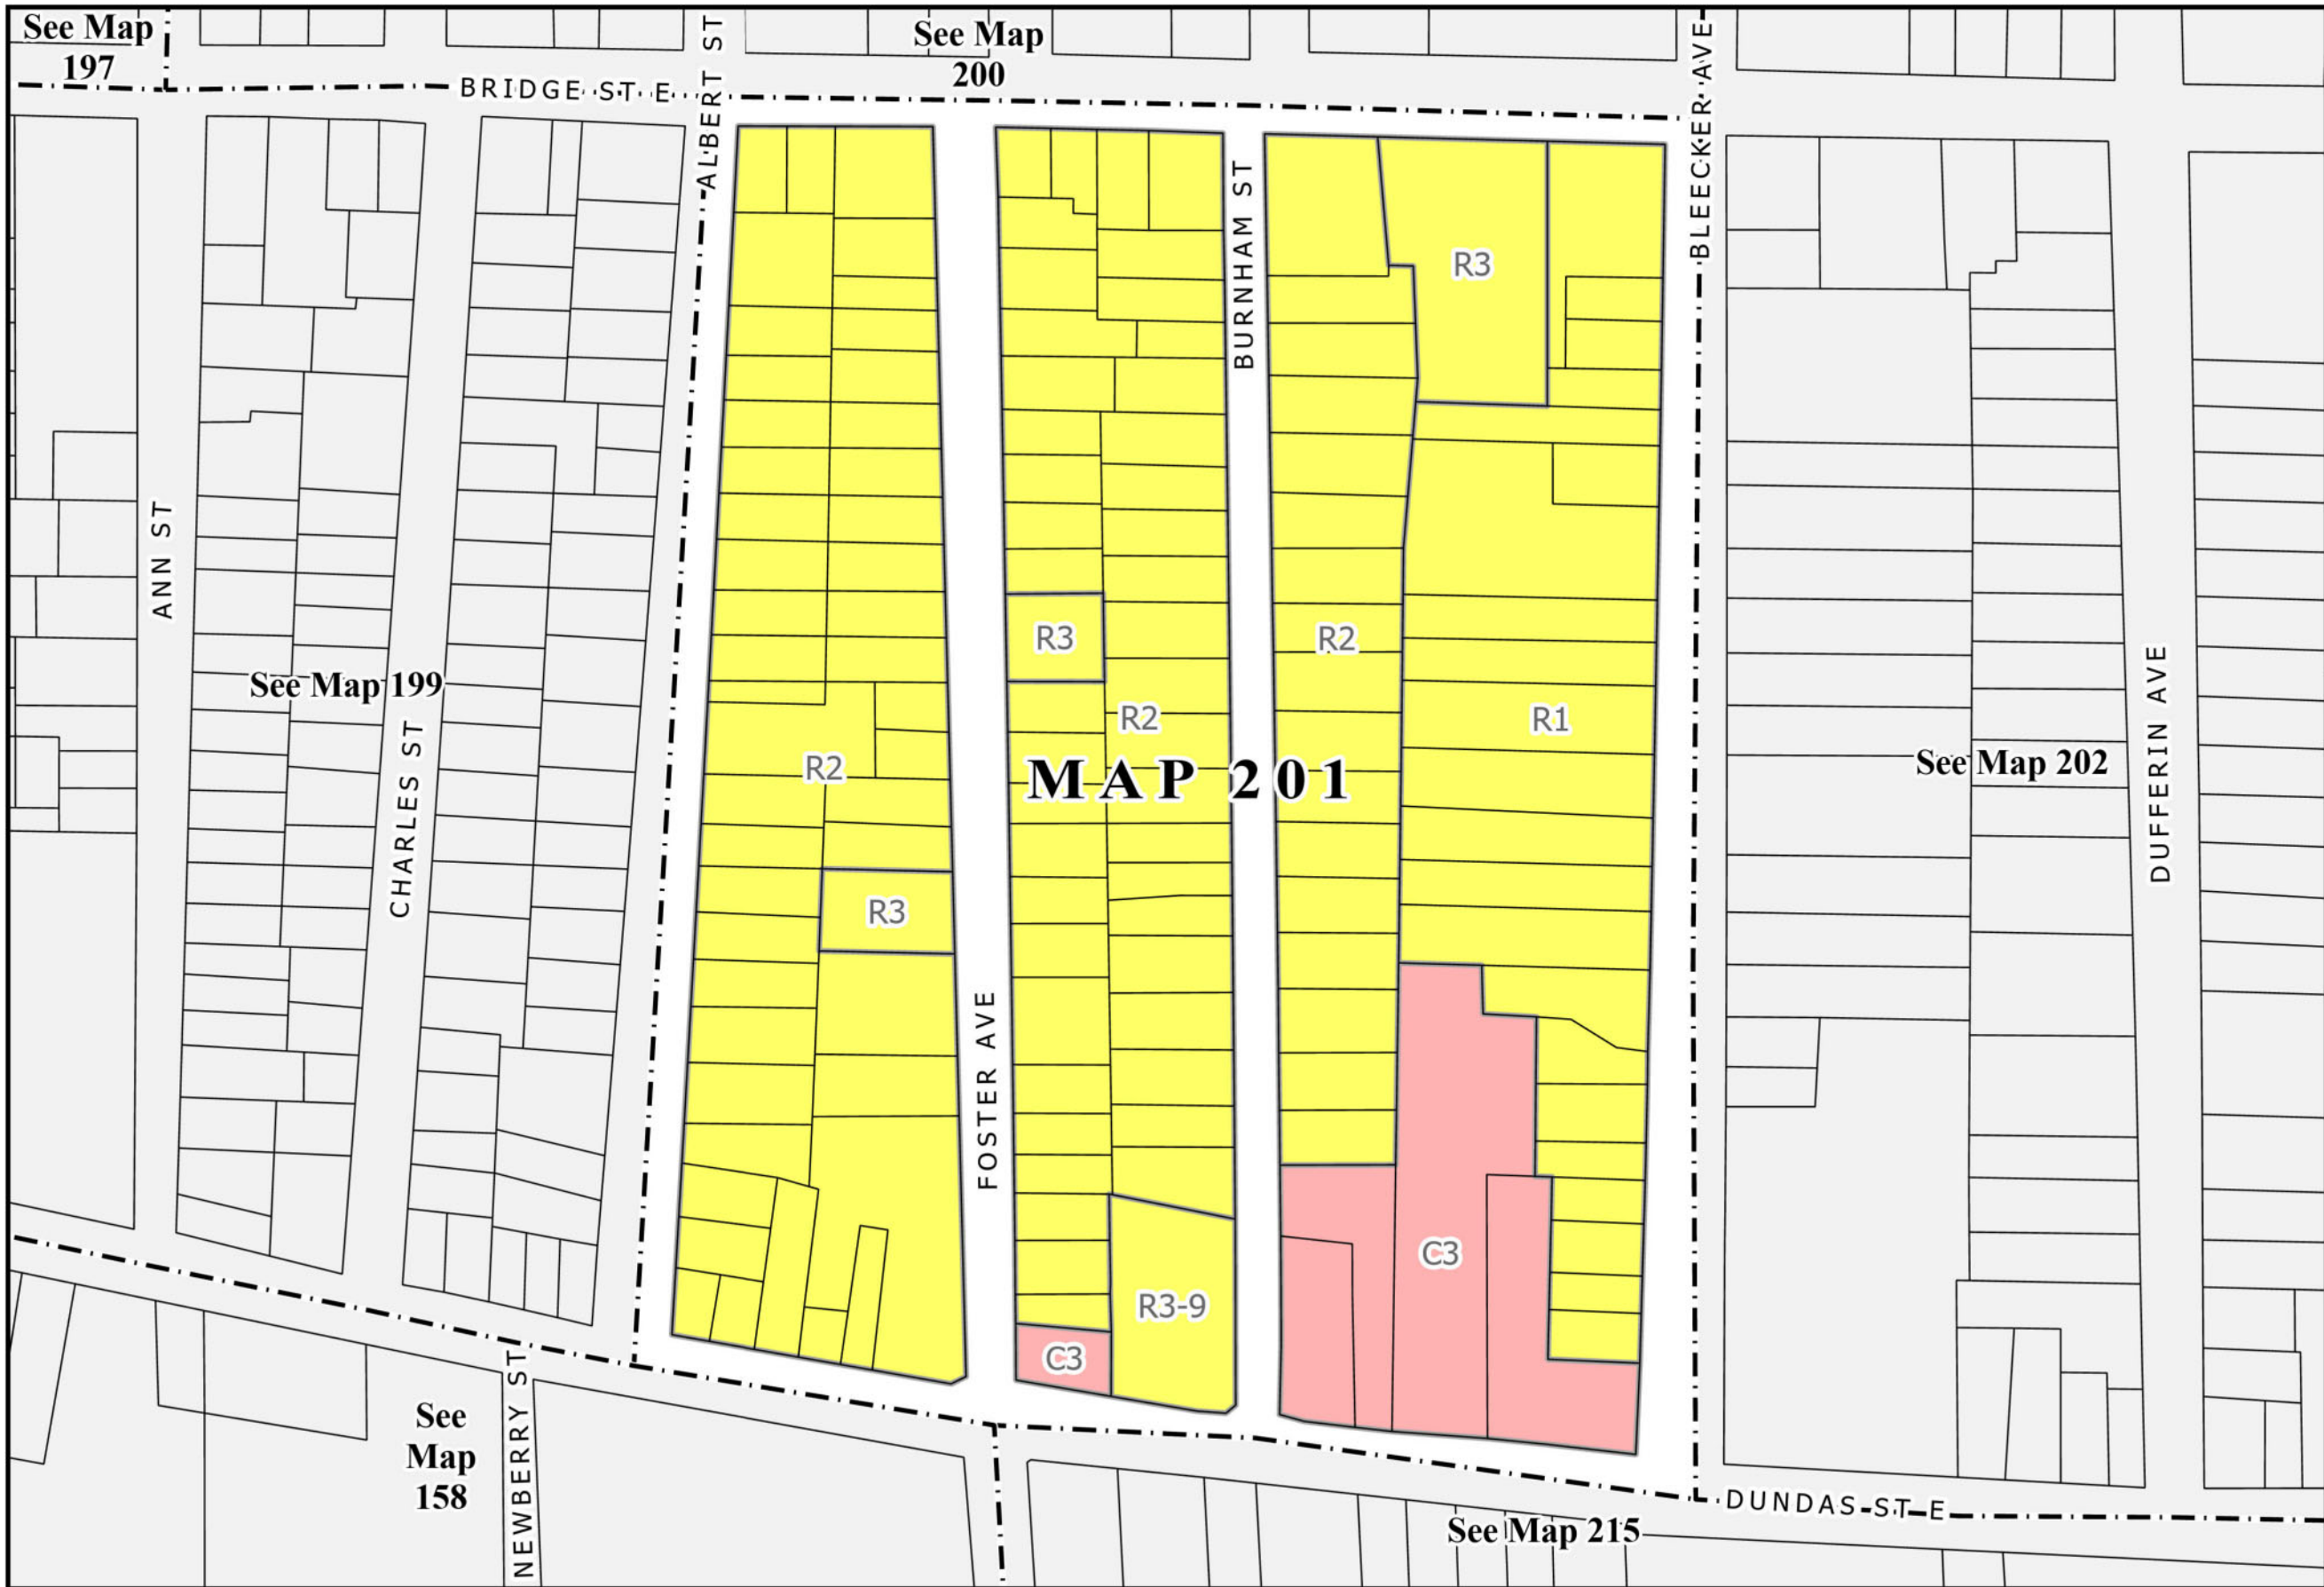 See Map
197
See Map
200
BRIDGE ST E
ALBERT ST
BLEECKER AVE
BURNHAM ST
R3
ANN ST
R3
R2
See Map 199
R2
R1
CHARLES ST
R2
MAP 201
See Map 202
DUFFERIN AVE
R3
FOSTER AVE
C3
R3-9
C3
See
Map
158
NEWBERRY ST
DUNDAS ST E
See Map 215